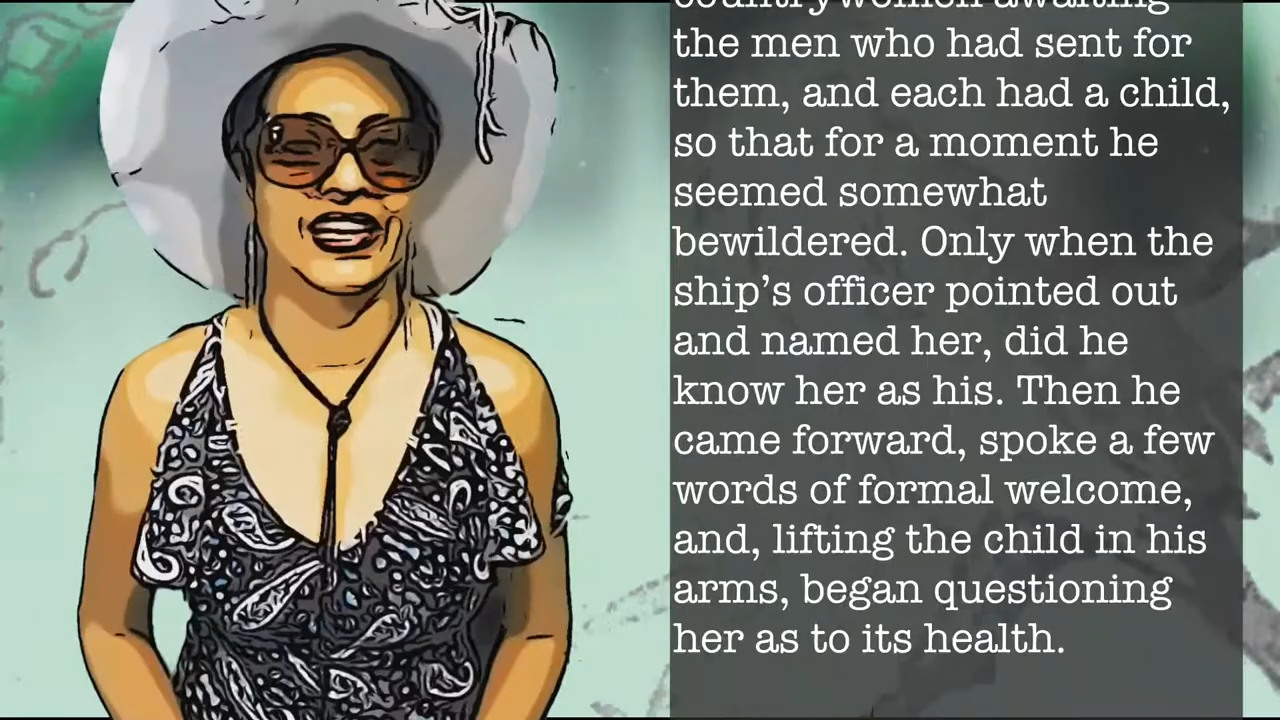 countrywomen awaiting
the men who had sent for
them, and each had a child,
so that for a moment he
seemed somewhat
bewildered. Only when the
ship’s officer pointed out
and named her, did he
know her as his. Then he
came forward, spoke a few
words of formal welcome,
and, lifting the child in his
arms, began questioning
her as to its health.